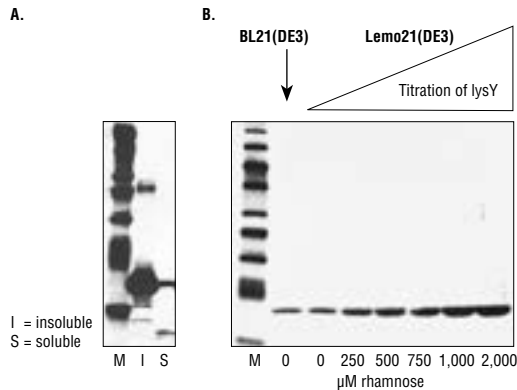 A.
I = insoluble
S = soluble
M I S
B.
BL21(DE3)
Lemo21(DE3)
Titration of lysY
M 0 0 250 500 750 1,000 2,000
µM rhamnose